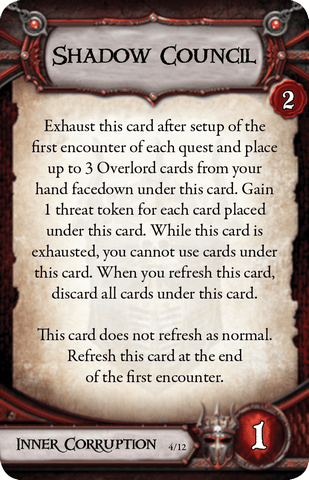 Shadow Council
2
Exhaust this card after setup of the
first encounter of each quest and place
up to 3 Overlord cards from your
hand facedown under this card. Gain
1 threat token for each card placed
under this card. While this card is
exhausted, you cannot use cards under
this card. When you refresh this card,
discard all cards under this card.
This card does not refresh as normal.
Refresh this card at the end
of the first encounter.
Inner Corruption 4/12
1